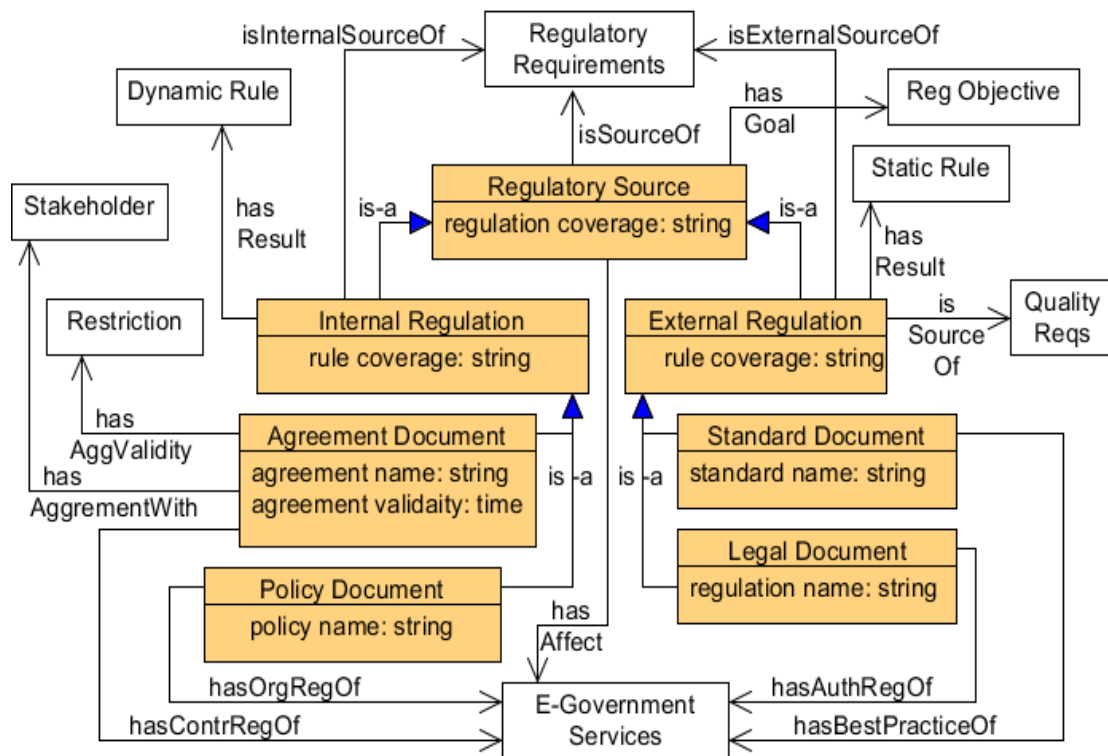 isInternalSourceOf
Regulatory
Requirements
isExternalSourceOf
Dynamic Rule
has
Goal
Reg Objective
isSourceOf
Static Rule
Stakeholder
has
Result
is-a
Regulatory Source
regulation coverage: string
is-a
has
Result
Restriction
Internal Regulation
rule coverage: string
External Regulation
rule coverage: string
is
Source
Of
Quality
Reqs
has
AggValidity
has
AggrementWith
Agreement Document
agreement name: string
agreement validaity: time
is -a
is -a
Standard Document
standard name: string
Legal Document
regulation name: string
Policy Document
policy name: string
has
Affect
hasOrgRegOf
hasContrRegOf
E-Government
Services
hasAuthRegOf
hasBestPracticeOf